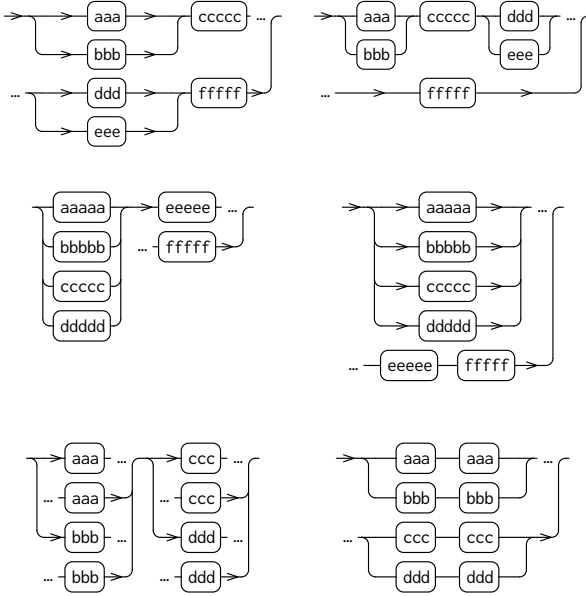 aaa ccccc ...
bbb
... ddd fffff
eee
aaa ccccc ddd ...
bbb eee
... fffff
aaaaa eeeee ...
bbbbb ... fffff
ccccc
ddddd
aaaaa ...
bbbbb
ccccc
ddddd
... eeeee fffff
aaa ... ccc ...
... aaa ... ccc
bbb ... ddd ...
... bbb ... ddd
aaa aaa ...
bbb bbb
... ccc ccc
ddd ddd